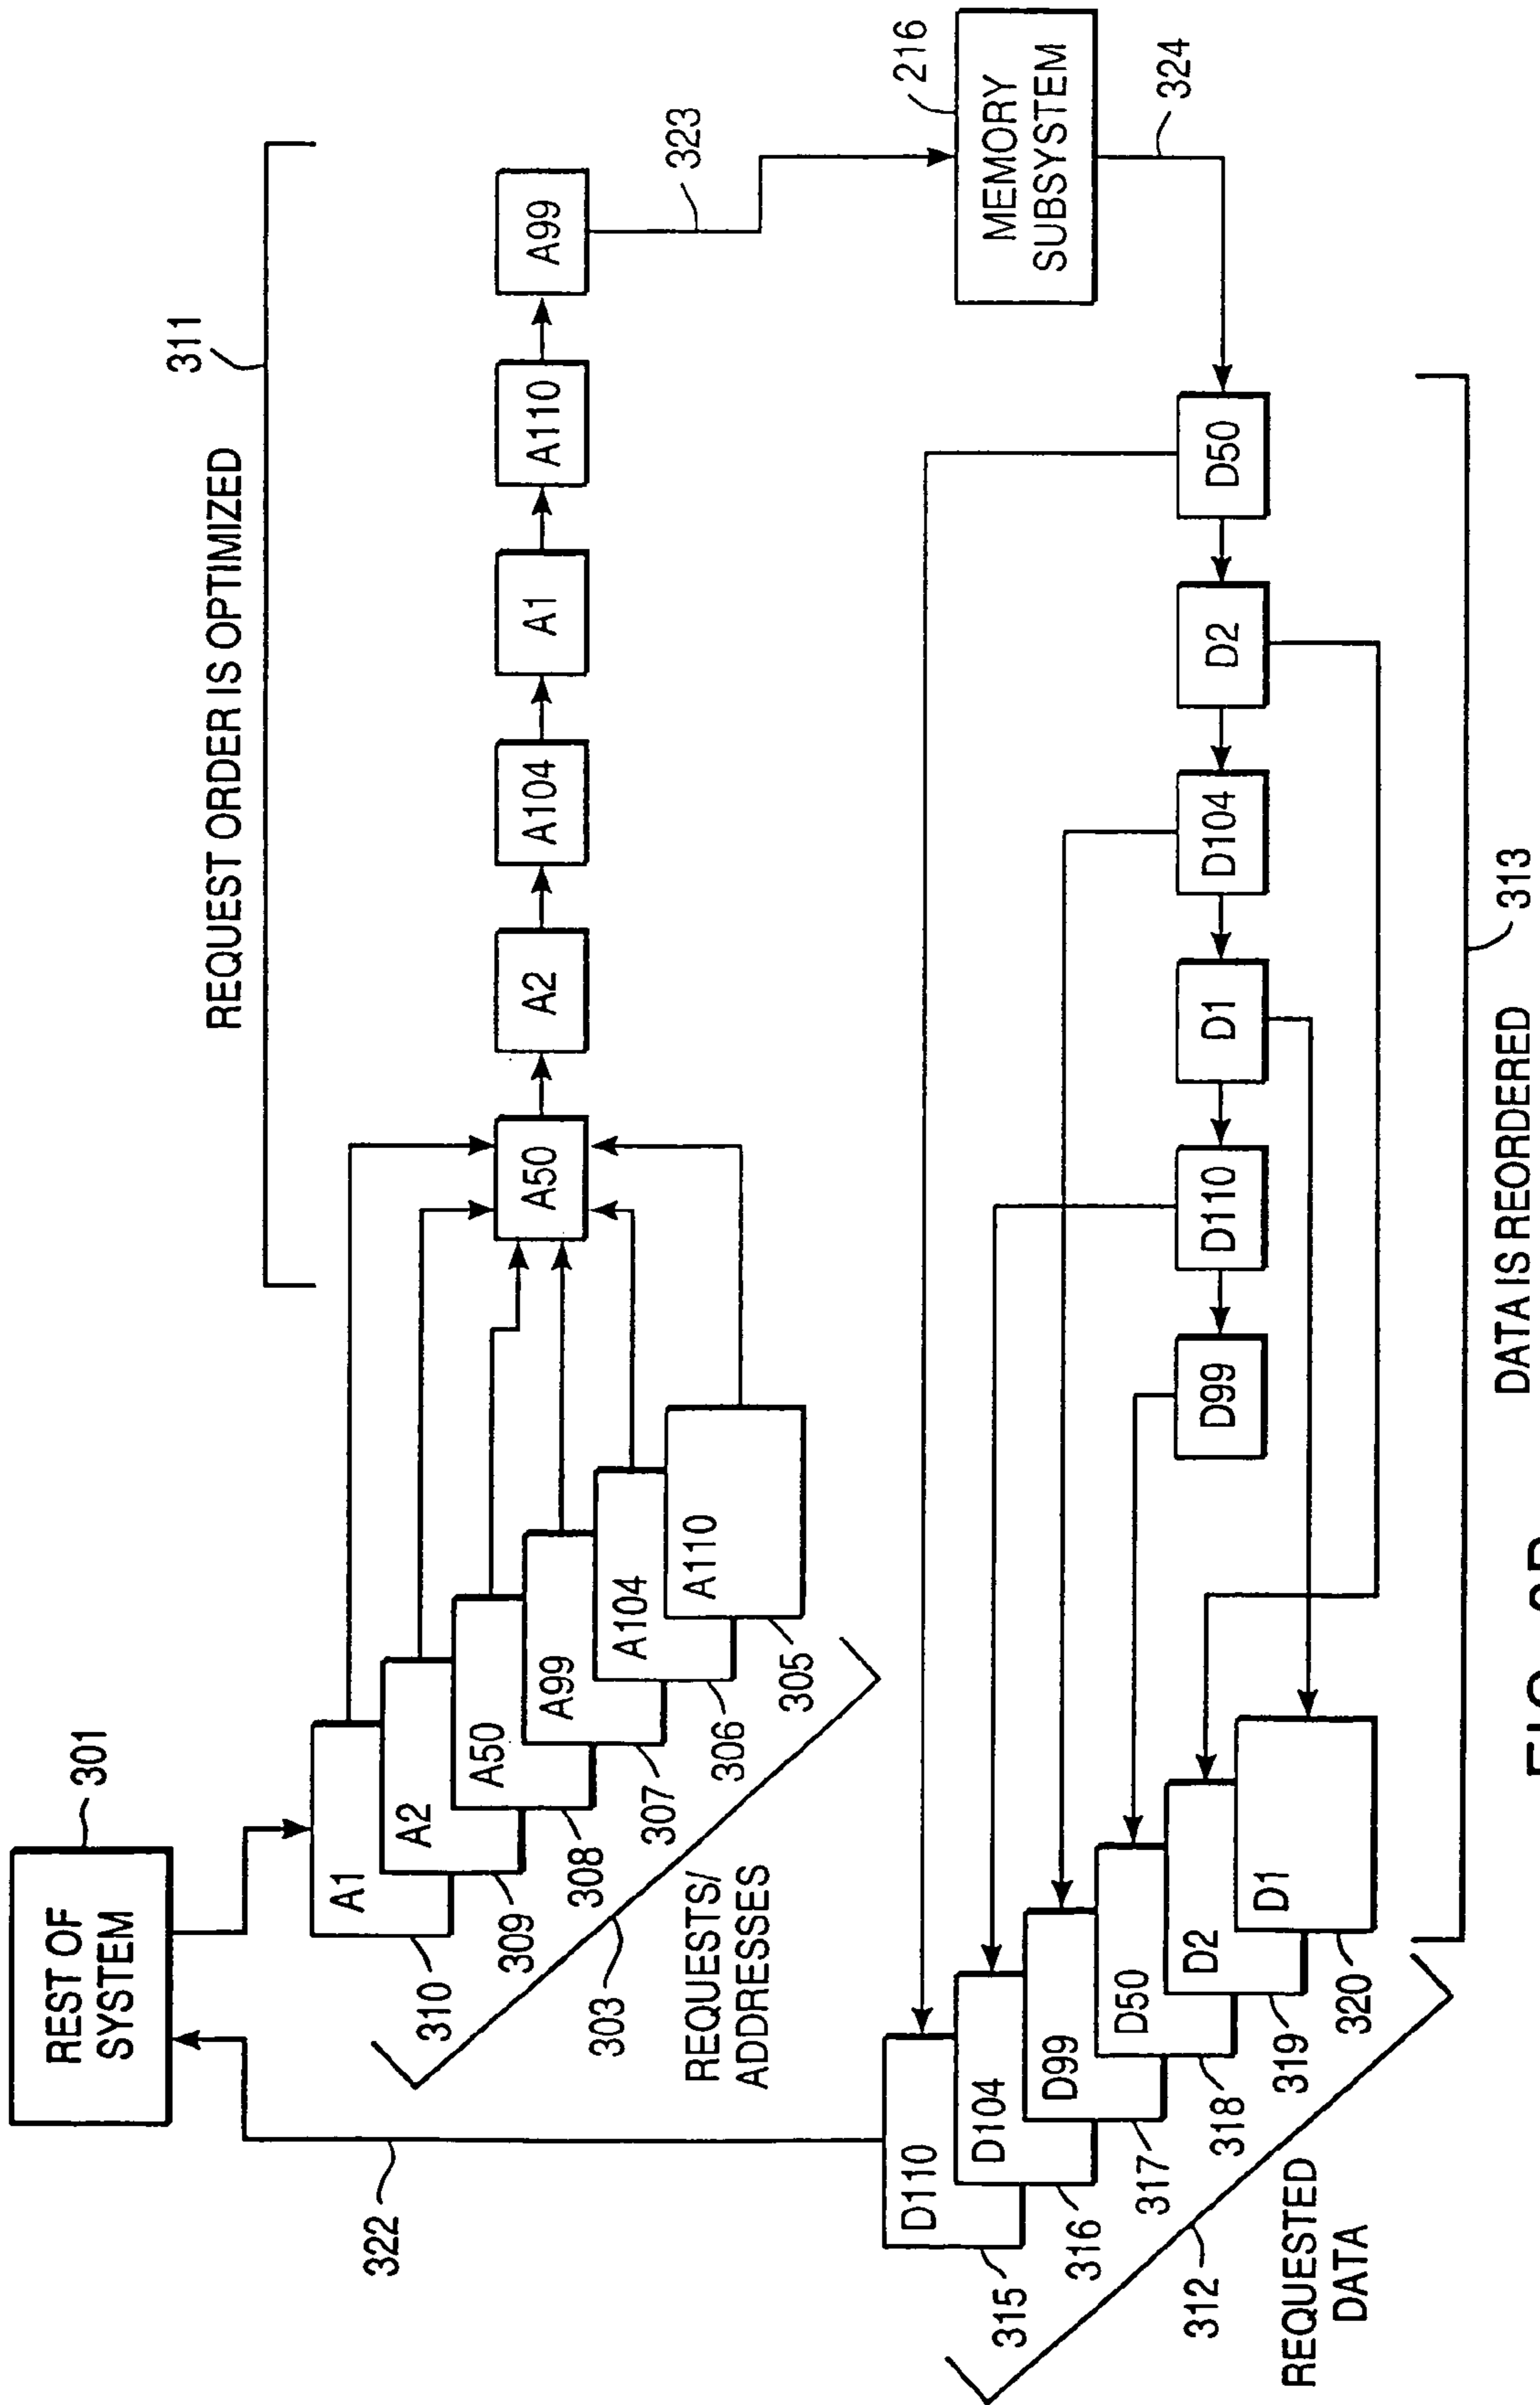 REST OF
SYSTEM
301
322
A1
A2
A50
A99
A104
A110
310
309
308
307
306
305
303
REQUESTS/
ADDRESSES
REQUEST ORDER IS OPTIMIZED
311
A50
A2
A104
A1
A110
A99
323
MEMORY
SUBSYSTEM
216
324
D50
D2
D104
D1
D110
D99
D110
D104
D99
D50
D2
D1
315
316
317
318
319
320
312
REQUESTED
DATA
313
DATA IS REORDERED